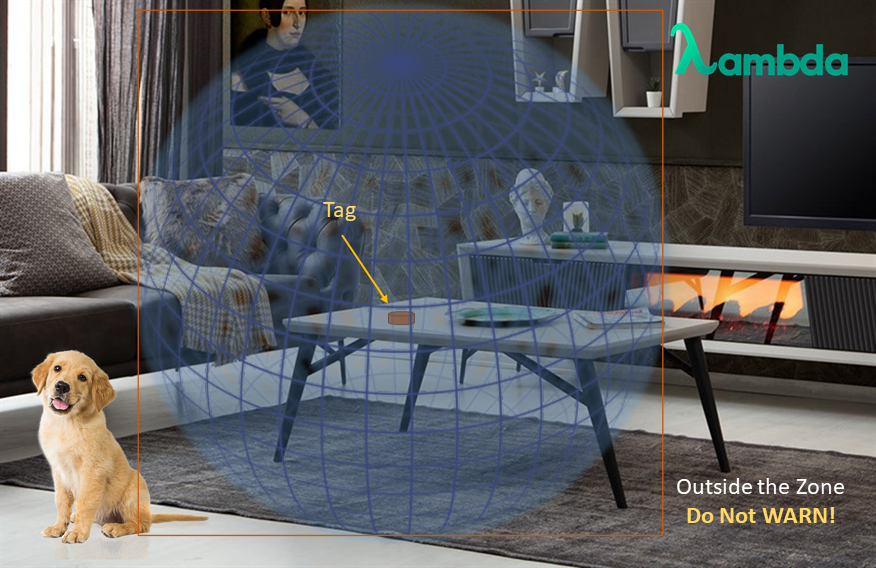 λambda
Tag
Outside the Zone
Do Not WARN!